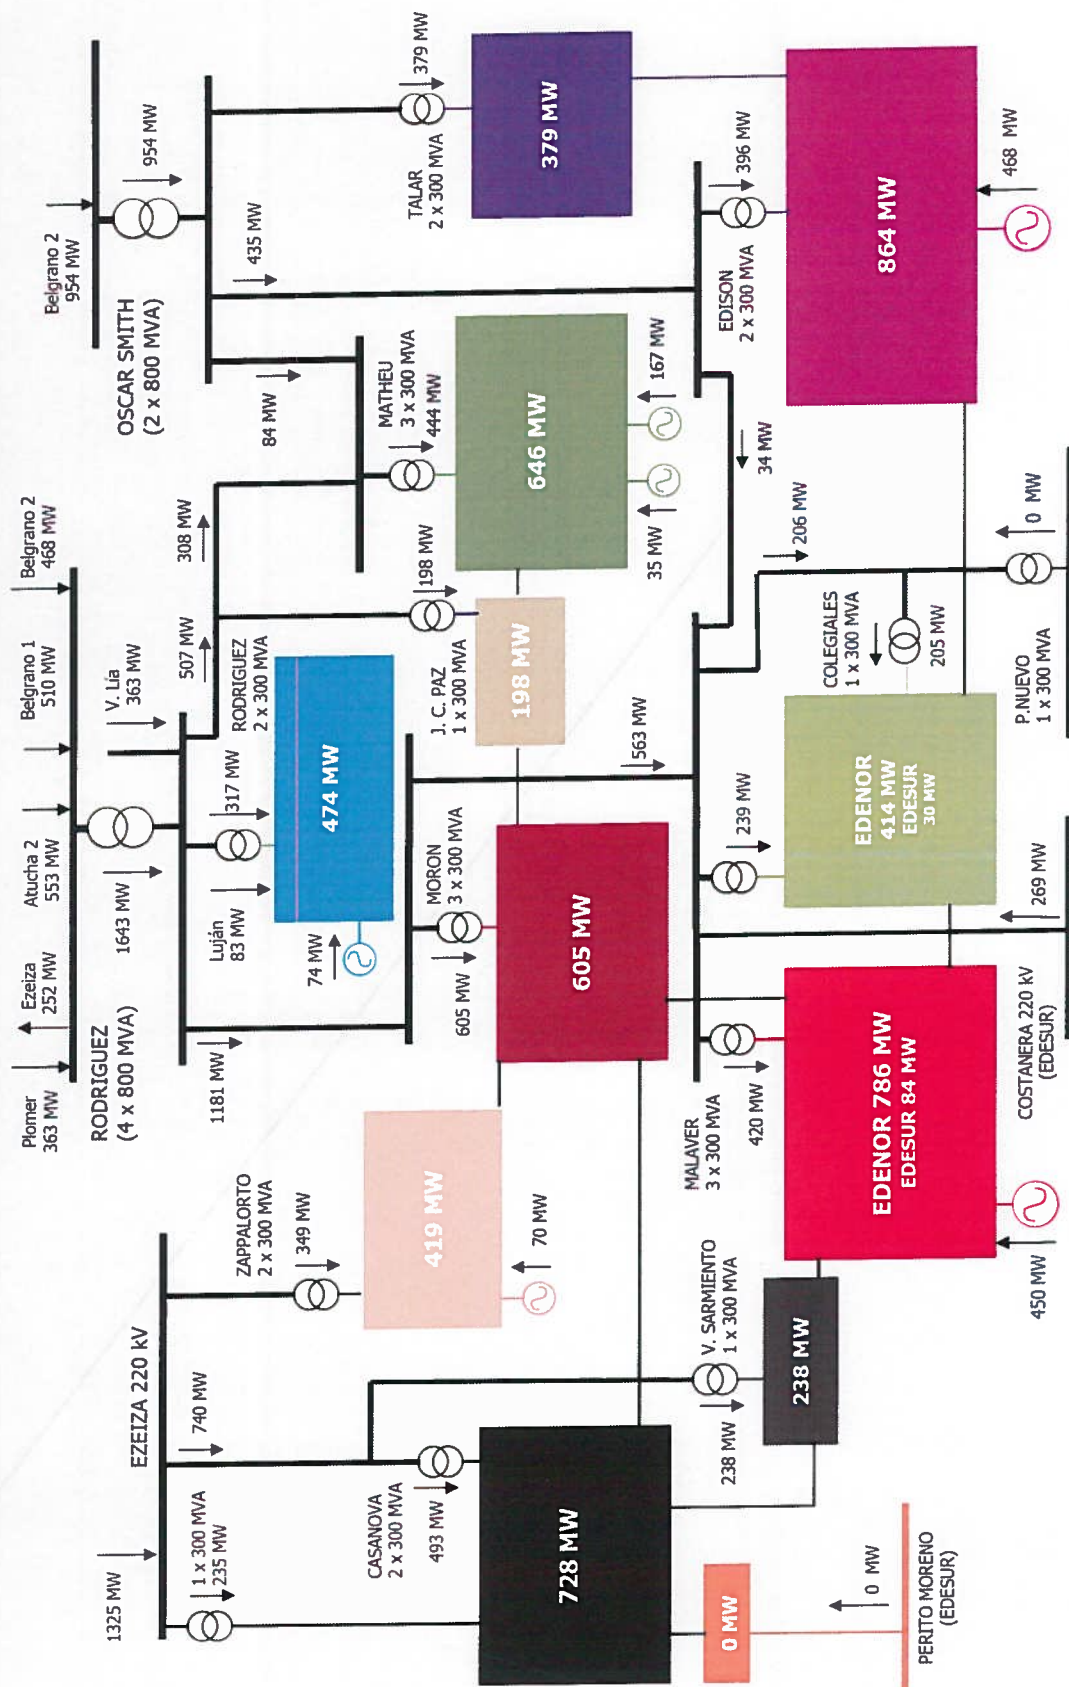 Plomer
363 MW
Ezeiza
252 MW
Atucha 2
553 MW
Belgrano 1
510 MW
Belgrano 2
468 MW
Belgrano 2
954 MW
RODRIGUEZ
(4 x 800 MVA)
1643 MW
V. Lía
363 MW
OSCAR SMITH
(2 x 800 MVA)
954 MW
EZEIZA 220 kV
1325 MW
1 x 300 MVA
235 MW
740 MW
ZAPPALORTO
2 x 300 MVA
349 MW
1181 MW
Luján
83 MW
317 MW
RODRIGUEZ
2 x 300 MVA
507 MW
308 MW
84 MW
435 MW
TALAR
2 x 300 MVA
379 MW
74 MW
474 MW
198 MW
MATHEU
3 x 300 MVA
444 MW
379 MW
CASANOVA
2 x 300 MVA
493 MW
419 MW
70 MW
605 MW
MORON
3 x 300 MVA
J. C. PAZ
1 x 300 MVA
198 MW
646 MW
35 MW
167 MW
728 MW
605 MW
563 MW
34 MW
EDISON
2 x 300 MVA
396 MW
V. SARMIENTO
1 x 300 MVA
238 MW
MALAVER
3 x 300 MVA
420 MW
239 MW
206 MW
COLEGIALES
1 x 300 MVA
205 MW
864 MW
468 MW
0 MW
238 MW
EDENOR 786 MW
EDESUR 84 MW
EDENOR
414 MW
EDESUR
30 MW
0 MW
PERITO MORENO
(EDESUR)
450 MW
COSTANERA 220 kV
(EDESUR)
269 MW
P.NUEVO
1 x 300 MVA
0 MW